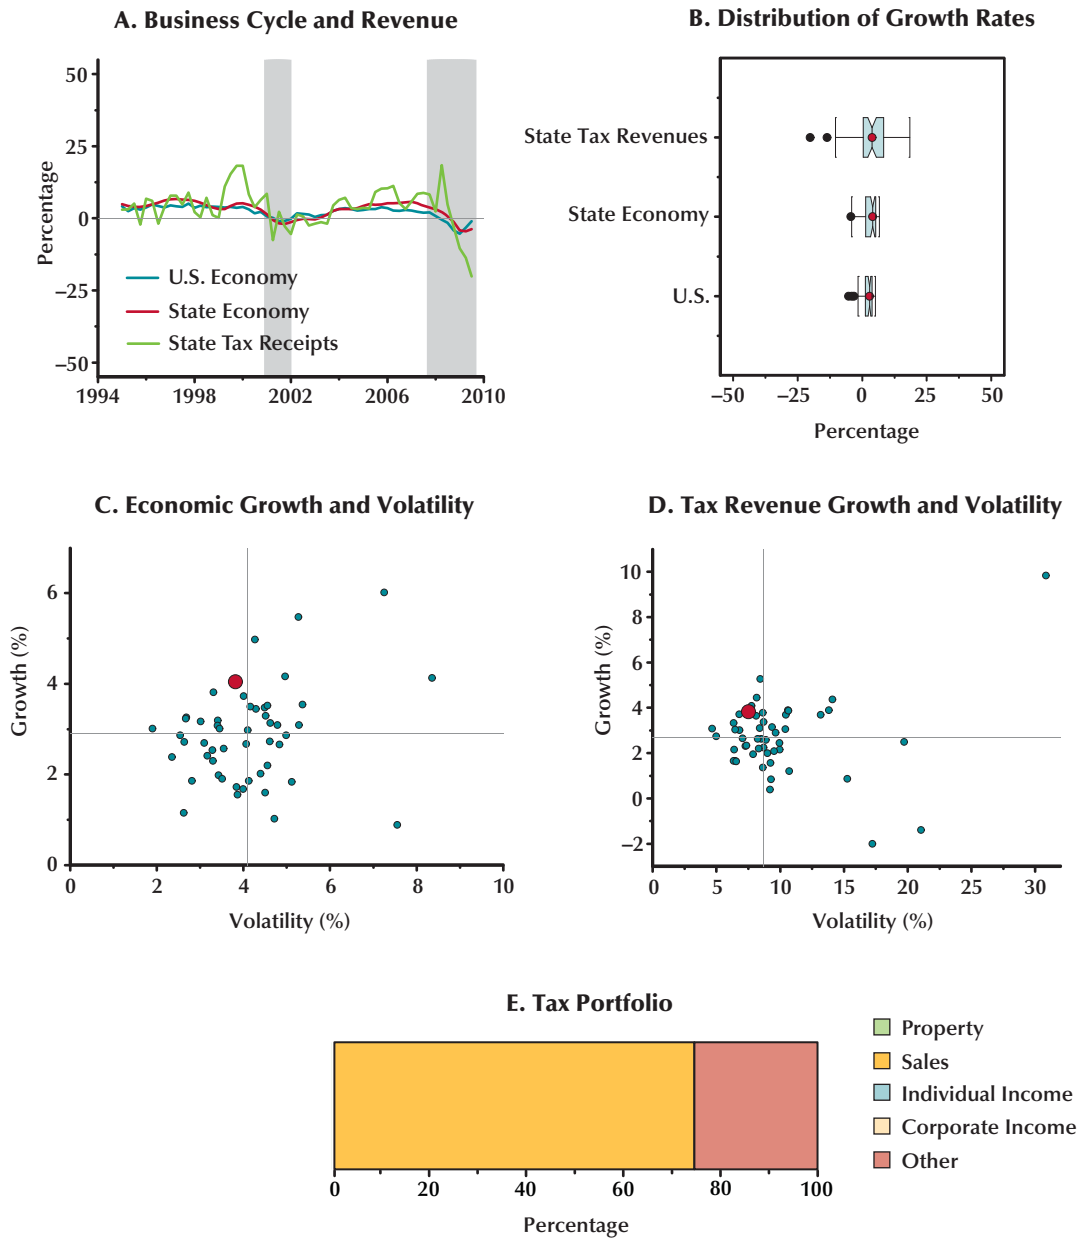 A. Business Cycle and Revenue
50
25
0
−25
−50
Percentage
U.S. Economy
State Economy
State Tax Receipts
1994 1998 2002 2006 2010
B. Distribution of Growth Rates
State Tax Revenues
State Economy
U.S.
−50 −25 0 25 50
Percentage
C. Economic Growth and Volatility
6
4
2
0
Growth (%)
0 2 4 6 8 10
Volatility (%)
D. Tax Revenue Growth and Volatility
10
8
6
4
2
0
−2
Growth (%)
0 5 10 15 20 25 30
Volatility (%)
E. Tax Portfolio
0 20 40 60 80 100
Percentage
Property
Sales
Individual Income
Corporate Income
Other